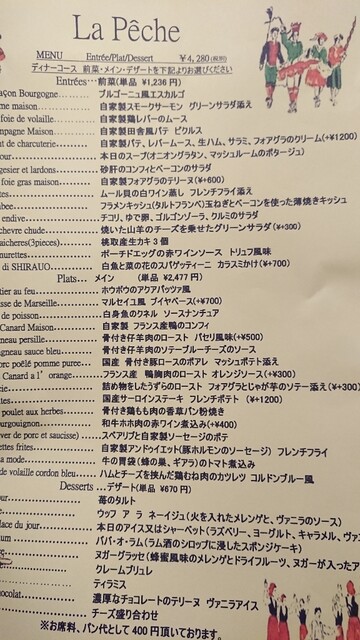 La Pêche
MENU Entrée/Plat/Dessert ￥4,280(税別)
ディナーコース 前菜・メイン・デザートを下記よりお選びください
Entrées…前菜(単品 ￥1,236 円)
açon Bourgogne ブルゴーニュ風エスカルゴ
me maison 自家製スモークサーモン グリーンサラダ添え
foie de volaille 自家製鶏レバーのムース
mpagne Maison 自家製田舎風パテ ピクルス
nt de charcuterie 自家製パテ、レバームース、生ハム、サラミ、フォアグラのクリーム(+¥1200)
our 本日のスープ(オニオングラタン、マッシュルームのポタージュ)
gesier et lardons 砂肝のコンフィとベーコンのサラダ
foie gras maison 自家製フォアグラのテリーヌ(+¥600)
tes ムール貝の白ワイン蒸し フレンチフライ添え
bee フラメンキッシュ(タルトフランベ)玉ねぎとベーコンを使った薄焼きキッシュ
endive チコリ、ゆで卵、ゴルゴンゾーラ、クルミのサラダ
chevre chude 焼いた山羊のチーズを乗せたグリーンサラダ(+¥300)
aicheres(3pieces) 桃取産生カキ 3 個
nurettes ポーチドエッグの赤ワインソース トリュフ風味
di SHIRAUO 白魚と菜の花のスパゲッティーニ カラスミかけ(+¥700)
Plats… メイン (単品 ￥2,477 円)
tier au feu ホウボウのアクアパッツァ風
sse de Marseille マルセイユ風 ブイヤベース(+¥700)
de poisson 白身魚のクネル ソースナンチュア
Canard Maison 自家製 フランス産鴨のコンフィ
neau persille 骨付き仔羊肉のロースト パセリ風味(+¥500)
igneau sauce bleu 骨付き仔羊肉のソテーブルーチーズのソース
orc poêlé pomme puree 国産 骨付き豚ロースのポアレ マッシュポテト添え
Canard a l' orange フランス産 鴨胸肉のロースト オレンジソース(+¥300)
cie 詰め物をしたうずらのロースト フォアグラとじゃが芋のソテー添え(+¥300)
tes 国産サーロインステーキ フレンチポテト (+¥1200)
poulet aux herbes 骨付き鶏もも肉の香草パン粉焼き
urguignon 和牛ホホ肉の赤ワイン煮込み(+¥400)
ver de porc et saucisse) スペアリブと自家製ソーセージのポテ
ettes frites 自家製アンドゥイエット(豚ホルモンのソーセージ) フレンチフライ
la mode 牛の胃袋(蜂の巣、ギアラ)のトマト煮込み
de volaille cordon bleu ハムとチーズを挟んだ鶏むね肉のカツレツ コルドンブルー風
Desserts …デザート(単品 ￥670 円)
our 苺のタルト
ウッフ ア ラ ネージュ(火を入れたメレンゲと、ヴァニラのソース)
place du jour 本日のアイス又はシャーベット(ラズベリー、ヨーグルト、キャラメル、ヴァニ
um ババ・オ・ラム(ラム酒のシロップに浸したスポンジケーキ)
ヌガーグラッセ(蜂蜜風味のメレンゲとドライフルーツ、ヌガーが入ったア
クレームブリュレ
ティラミス
chocolat 濃厚なチョコレートのテリーヌ ヴァニラアイス
チーズ盛り合わせ
※お席料、パン代として 400 円頂いております。